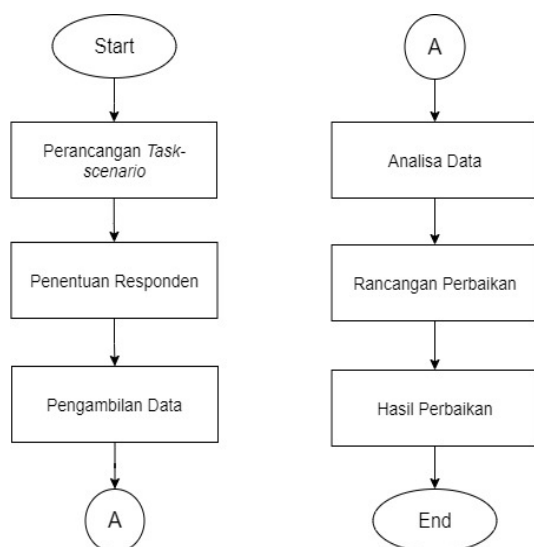 Start
Perancangan Task-
scenario
Penentuan Responden
Pengambilan Data
A
A
Analisa Data
Rancangan Perbaikan
Hasil Perbaikan
End